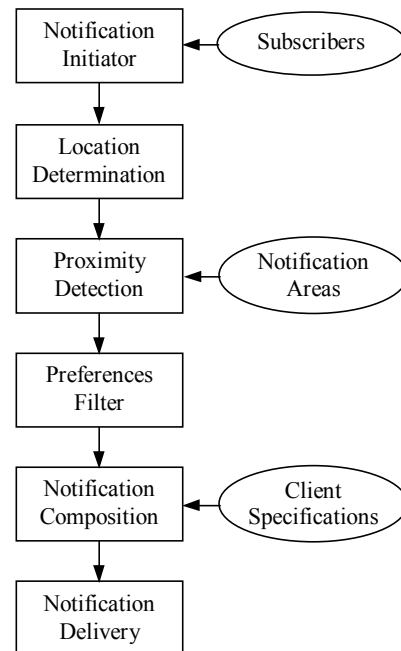 Notification
Initiator
Subscribers
Location
Determination
Proximity
Detection
Notification
Areas
Preferences
Filter
Notification
Composition
Client
Specifications
Notification
Delivery